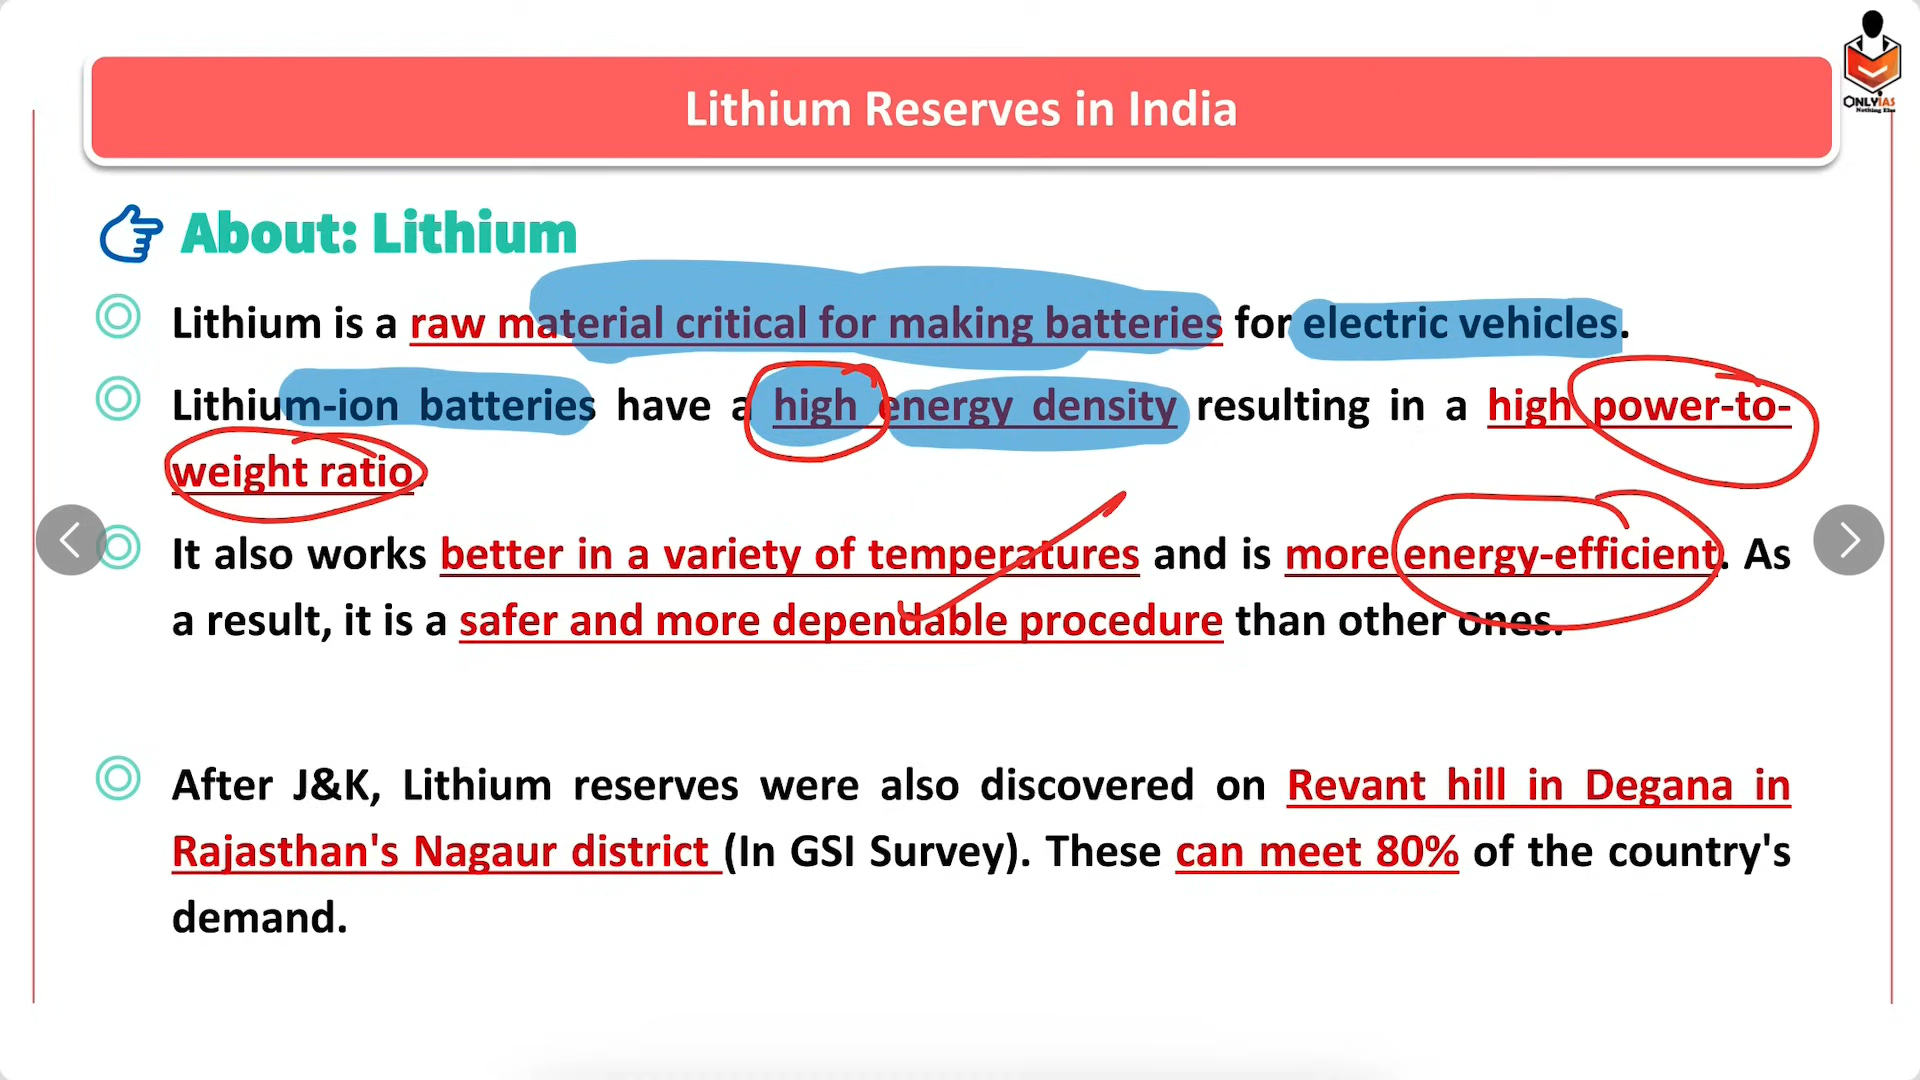 Lithium Reserves in India
ONLYIAS
Nothing Else
About: Lithium
Lithium is a raw material critical for making batteries for electric vehicles.
Lithium-ion batteries have a high energy density resulting in a high power-to-
weight ratio.
It also works better in a variety of temperatures and is more energy-efficient. As
a result, it is a safer and more dependable procedure than other ones.
After J&K, Lithium reserves were also discovered on Revant hill in Degana in
Rajasthan's Nagaur district (In GSI Survey). These can meet 80% of the country's
demand.